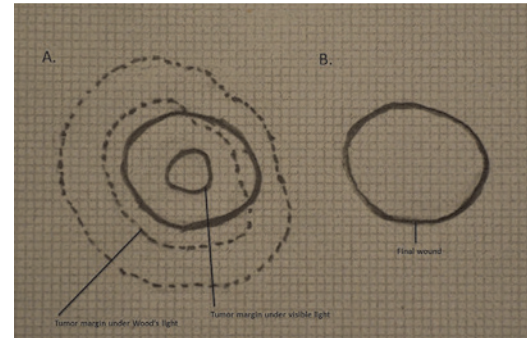 A.
B.
Final wound
Tumor margin under visible light
Tumor margin under Wood's light